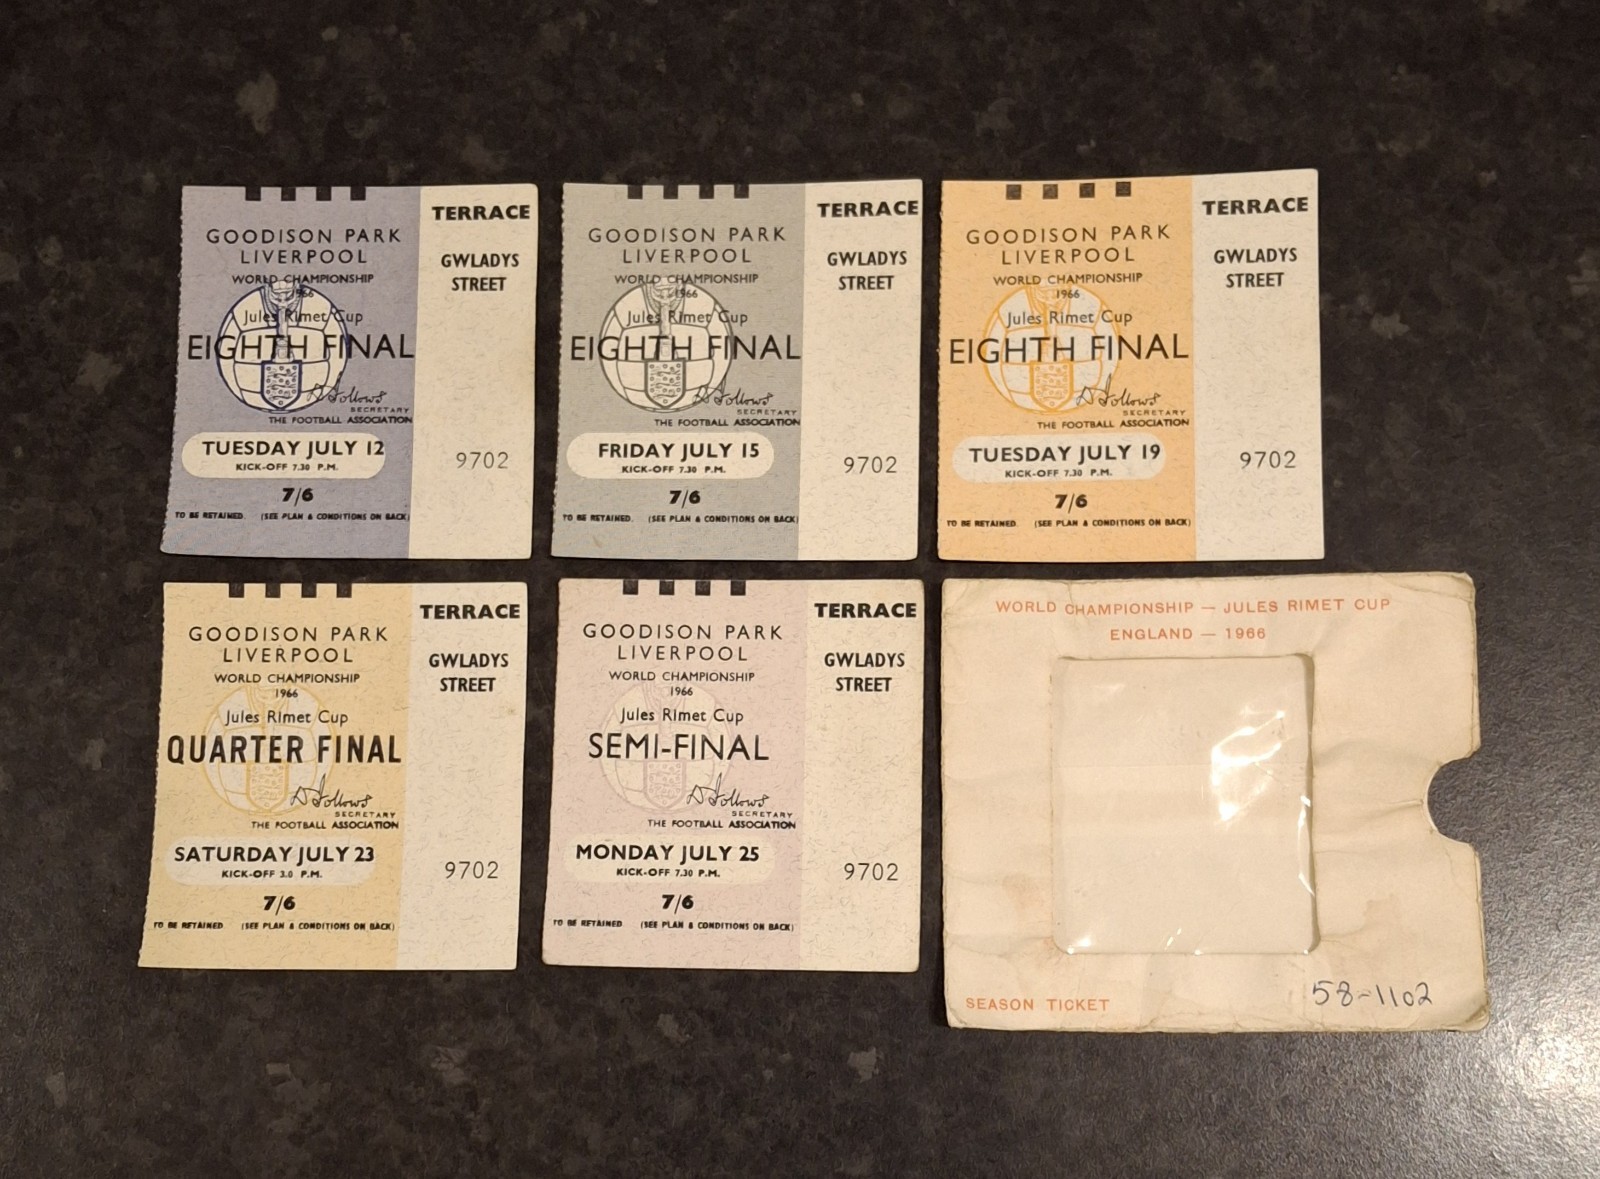 GOODISON PARK
LIVERPOOL
WORLD CHAMPIONSHIP
1966
Jules Rimet Cup
EIGHTH FINAL
D Follows
SECRETARY
THE FOOTBALL ASSOCIATION
TUESDAY JULY 12
KICK-OFF 7.30 P.M.
7/6
TO BE RETAINED. (SEE PLAN & CONDITIONS ON BACK)
TERRACE
GWLADYS
STREET
9702
GOODISON PARK
LIVERPOOL
WORLD CHAMPIONSHIP
1966
Jules Rimet Cup
EIGHTH FINAL
D Follows
SECRETARY
THE FOOTBALL ASSOCIATION
FRIDAY JULY 15
KICK-OFF 7.30 P.M.
7/6
TO BE RETAINED. (SEE PLAN & CONDITIONS ON BACK)
TERRACE
GWLADYS
STREET
9702
GOODISON PARK
LIVERPOOL
WORLD CHAMPIONSHIP
1966
Jules Rimet Cup
EIGHTH FINAL
D Follows
SECRETARY
THE FOOTBALL ASSOCIATION
TUESDAY JULY 19
KICK-OFF 7.30 P.M.
7/6
TO BE RETAINED. (SEE PLAN & CONDITIONS ON BACK)
TERRACE
GWLADYS
STREET
9702
GOODISON PARK
LIVERPOOL
WORLD CHAMPIONSHIP
1966
Jules Rimet Cup
QUARTER FINAL
D Follows
SECRETARY
THE FOOTBALL ASSOCIATION
SATURDAY JULY 23
KICK-OFF 3.0 P.M.
7/6
TO BE RETAINED (SEE PLAN & CONDITIONS ON BACK)
TERRACE
GWLADYS
STREET
9702
GOODISON PARK
LIVERPOOL
WORLD CHAMPIONSHIP
1966
Jules Rimet Cup
SEMI-FINAL
D Follows
SECRETARY
THE FOOTBALL ASSOCIATION
MONDAY JULY 25
KICK-OFF 7.30 P.M.
7/6
TO BE RETAINED (SEE PLAN & CONDITIONS ON BACK)
TERRACE
GWLADYS
STREET
9702
WORLD CHAMPIONSHIP — JULES RIMET CUP
ENGLAND — 1966
SEASON TICKET
58-1102